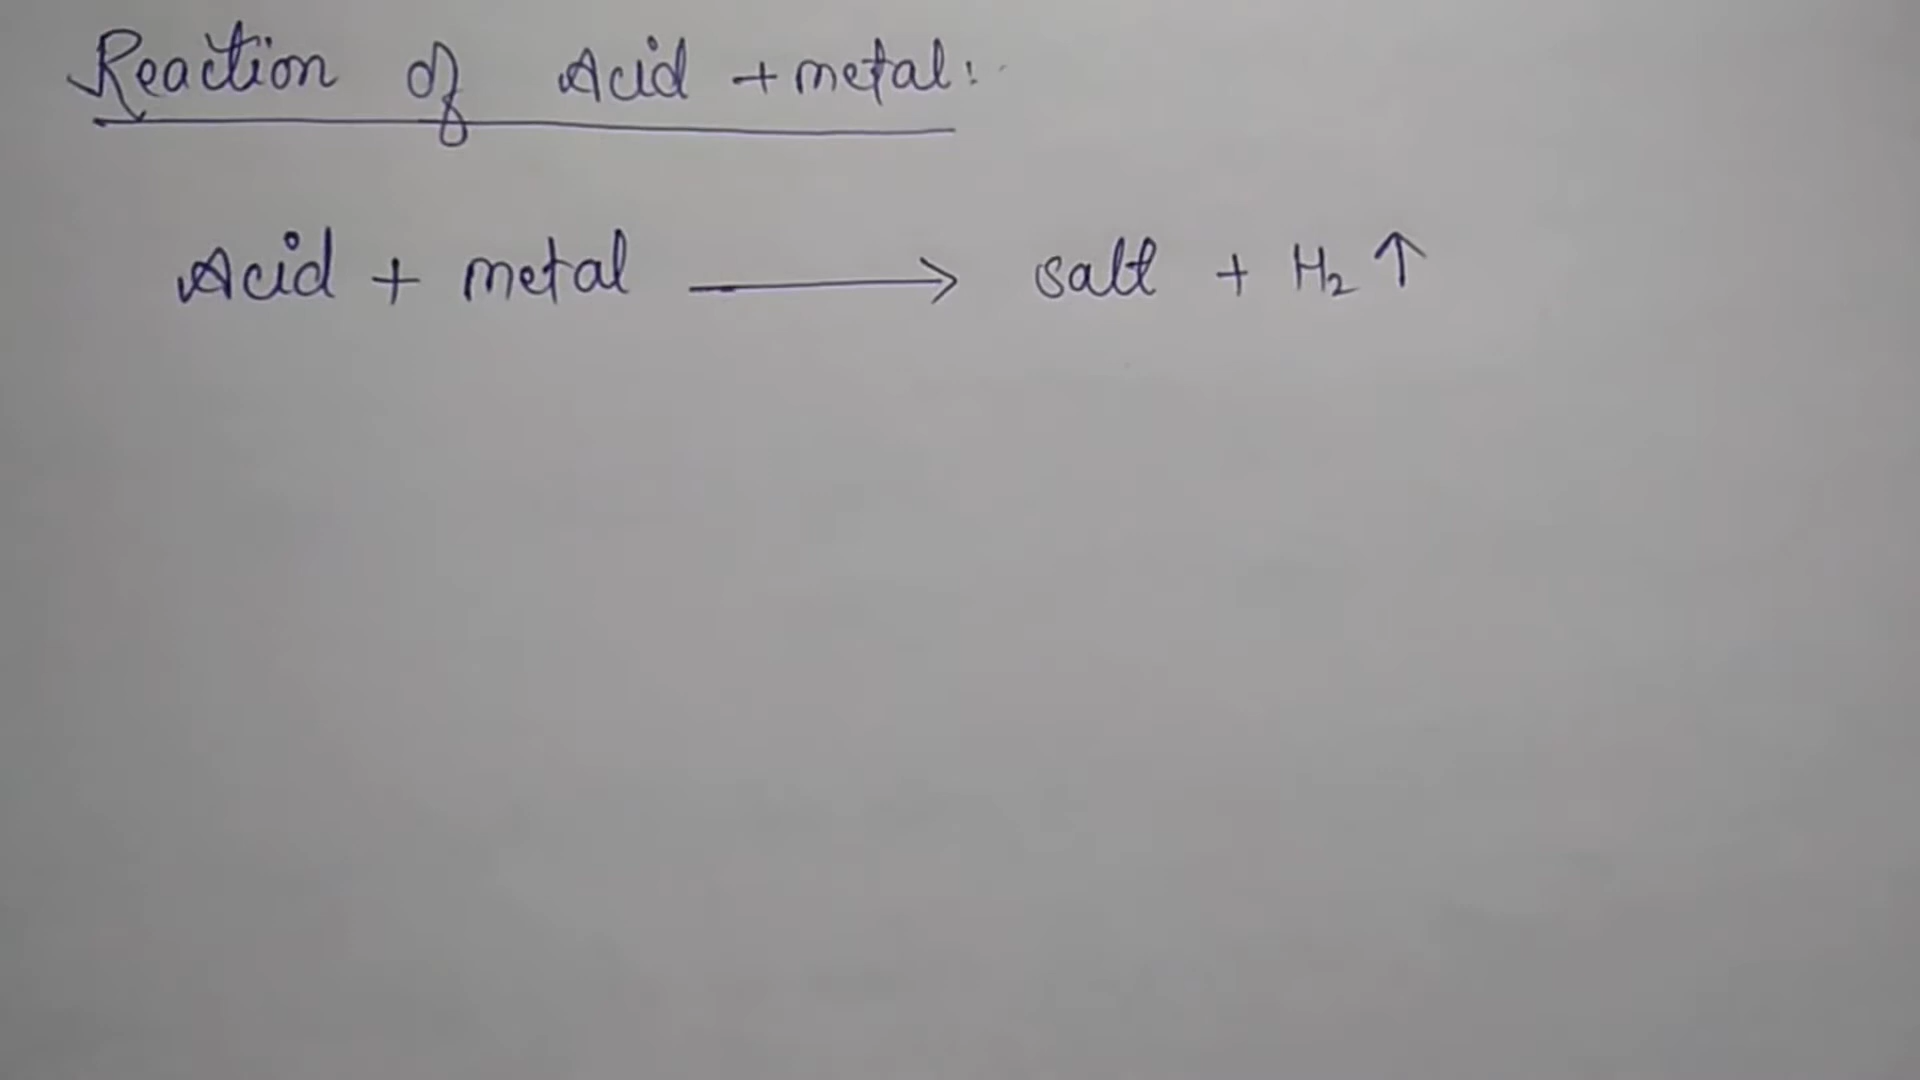 Reaction of Acid + metal:
Acid + metal ⟶ salt + H₂ ↑